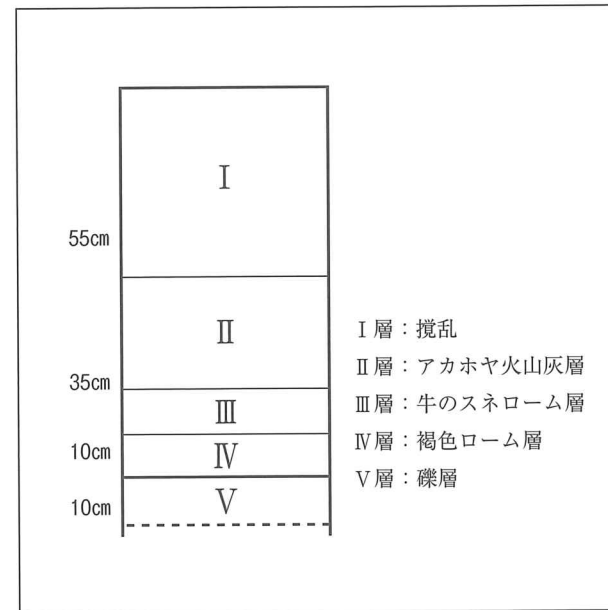 Ⅰ
55cm
Ⅱ
35cm
Ⅲ
10cm
Ⅳ
10cm
Ⅴ
Ⅰ層：撹乱
Ⅱ層：アカホヤ火山灰層
Ⅲ層：牛のスネローム層
Ⅳ層：褐色ローム層
Ⅴ層：礫層